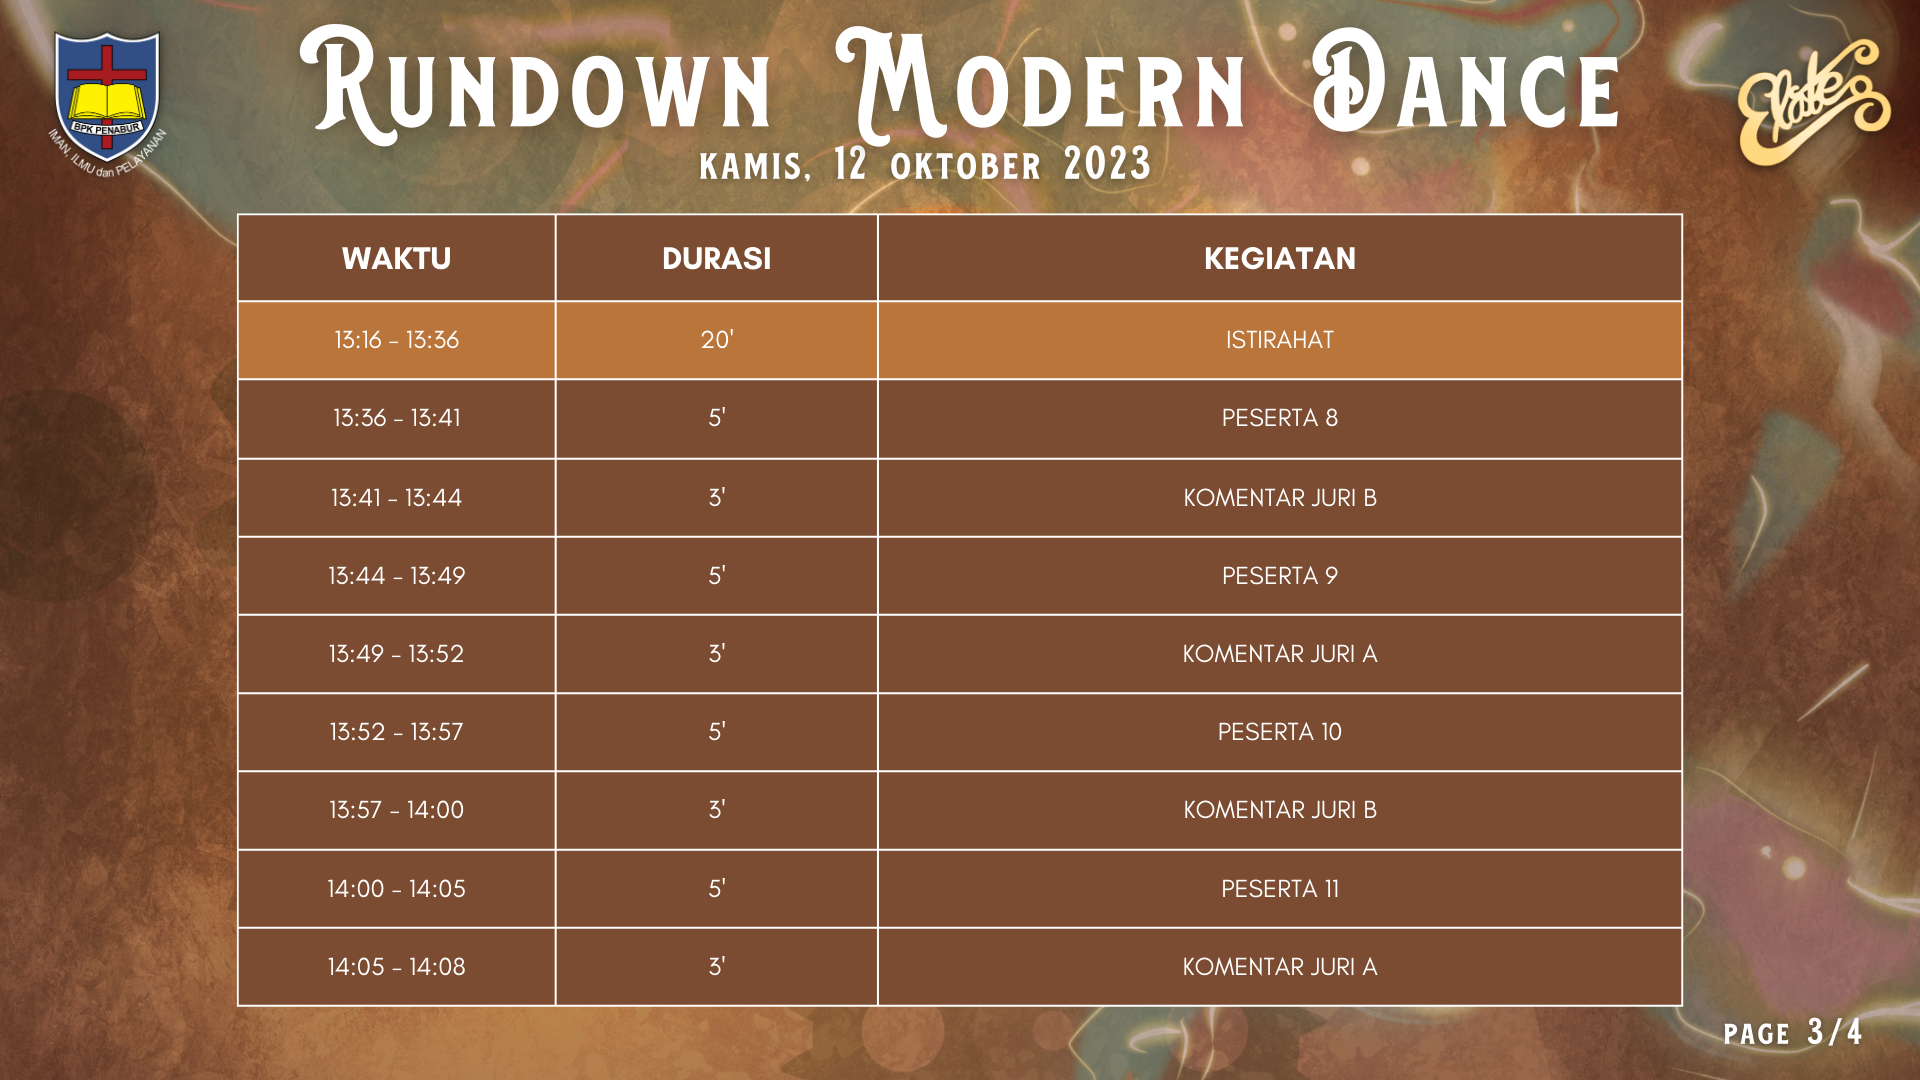 RUNDOWN MODERN DANCE
KAMIS, 12 OKTOBER 2023
BPK PENABUR
IMAN, ILMU dan PELAYANAN
Elate
WAKTU DURASI KEGIATAN
13:16 - 13:36 20' ISTIRAHAT
13:36 - 13:41 5' PESERTA 8
13:41 - 13:44 3' KOMENTAR JURI B
13:44 - 13:49 5' PESERTA 9
13:49 - 13:52 3' KOMENTAR JURI A
13:52 - 13:57 5' PESERTA 10
13:57 - 14:00 3' KOMENTAR JURI B
14:00 - 14:05 5' PESERTA 11
14:05 - 14:08 3' KOMENTAR JURI A
PAGE 3/4